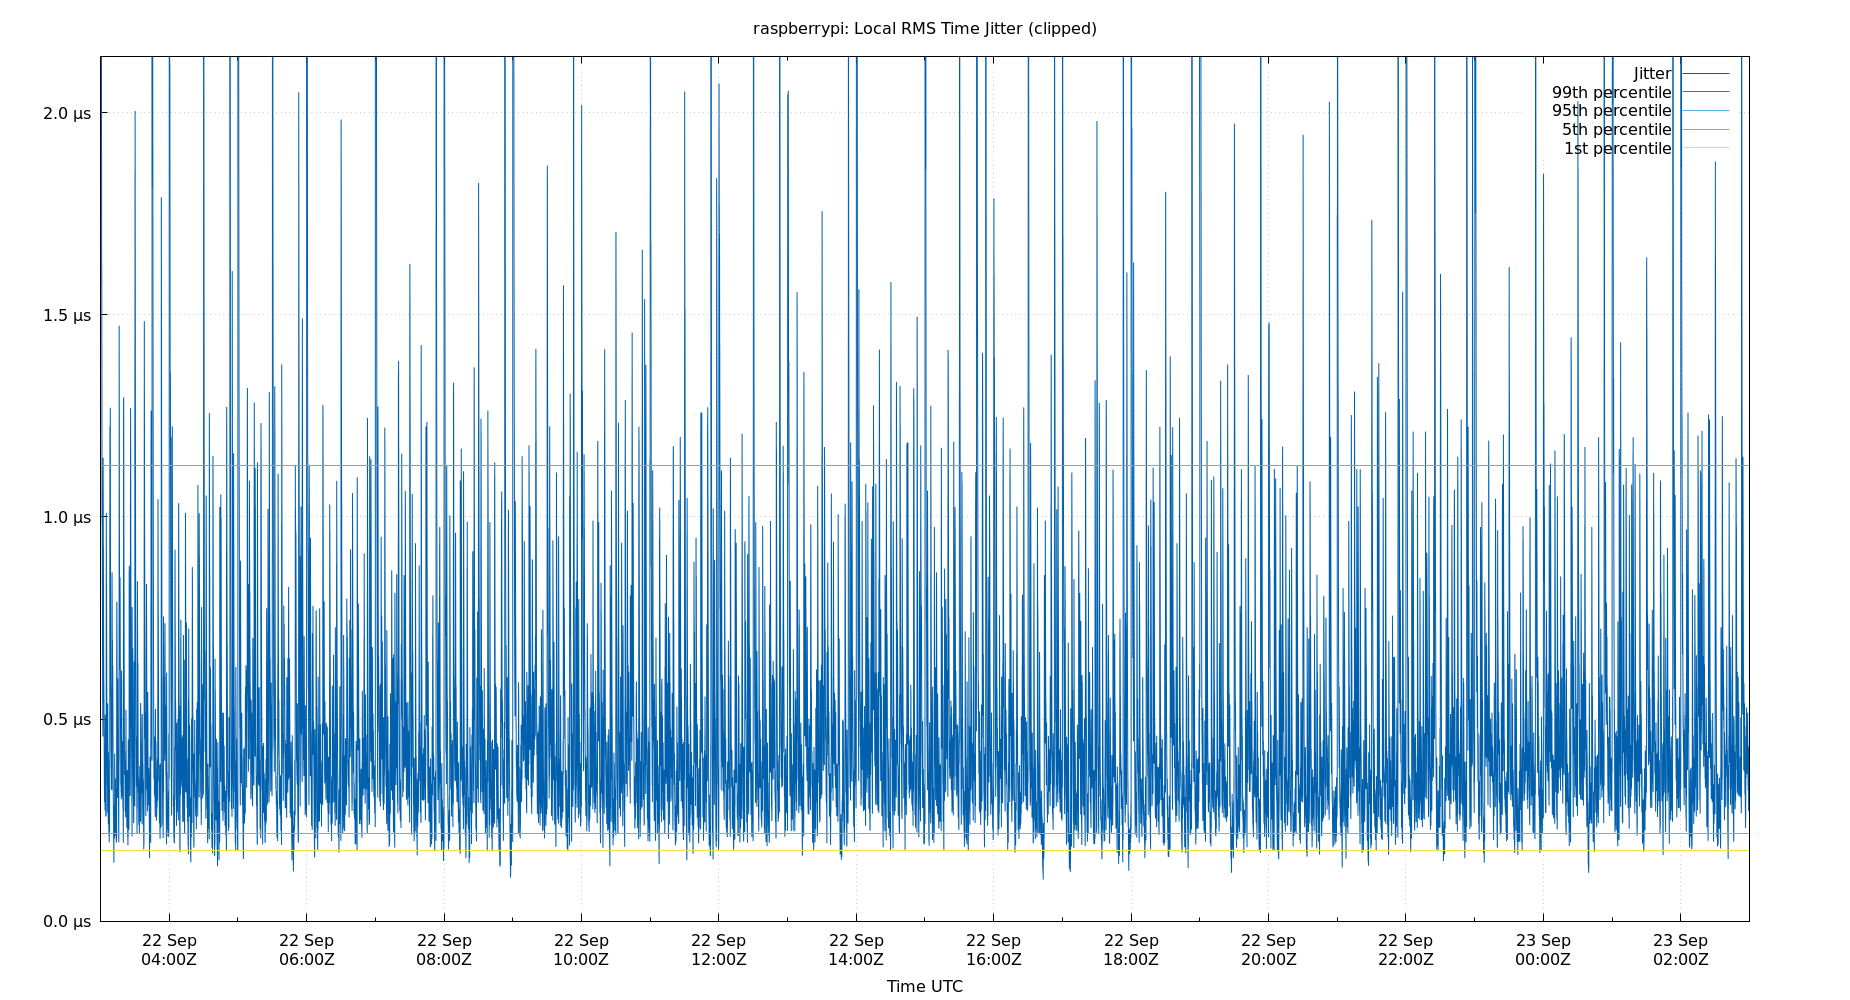 raspberrypi: Local RMS Time Jitter (clipped)
Jitter
99th percentile
95th percentile
5th percentile
1st percentile
2.0 μs
1.5 μs
1.0 μs
0.5 μs
0.0 μs
22 Sep 22 Sep 22 Sep 22 Sep 22 Sep 22 Sep 22 Sep 22 Sep 22 Sep 22 Sep 23 Sep 23 Sep
04:00Z 06:00Z 08:00Z 10:00Z 12:00Z 14:00Z 16:00Z 18:00Z 20:00Z 22:00Z 00:00Z 02:00Z
Time UTC